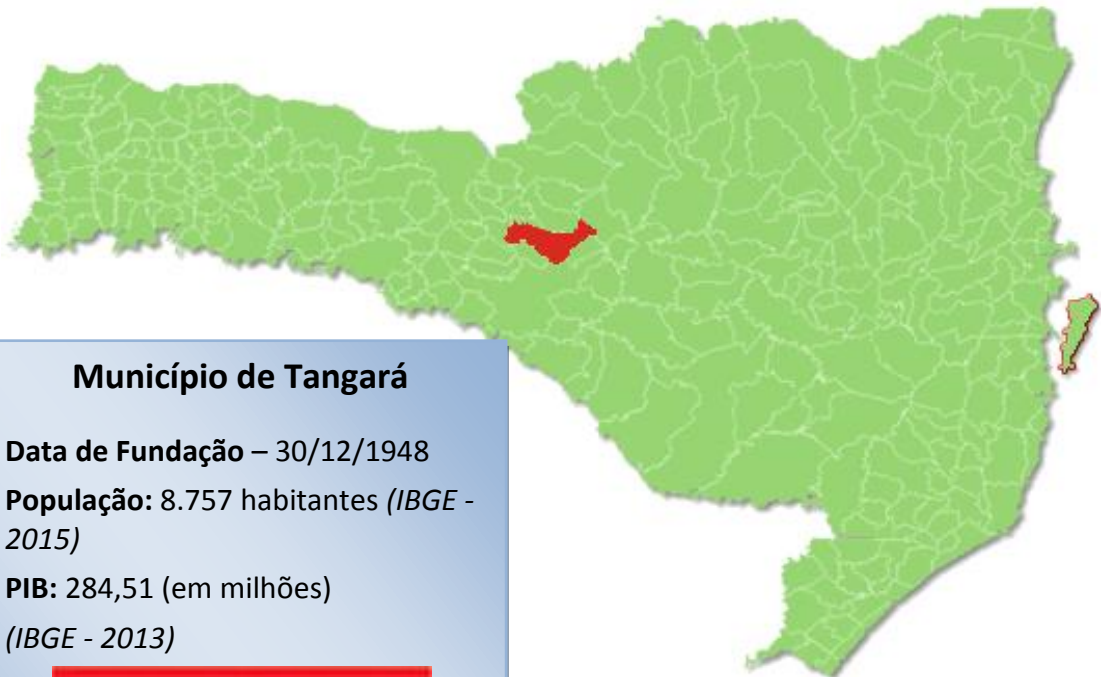 Município de Tangará
Data de Fundação – 30/12/1948
População: 8.757 habitantes (IBGE -
2015)
PIB: 284,51 (em milhões)
(IBGE - 2013)